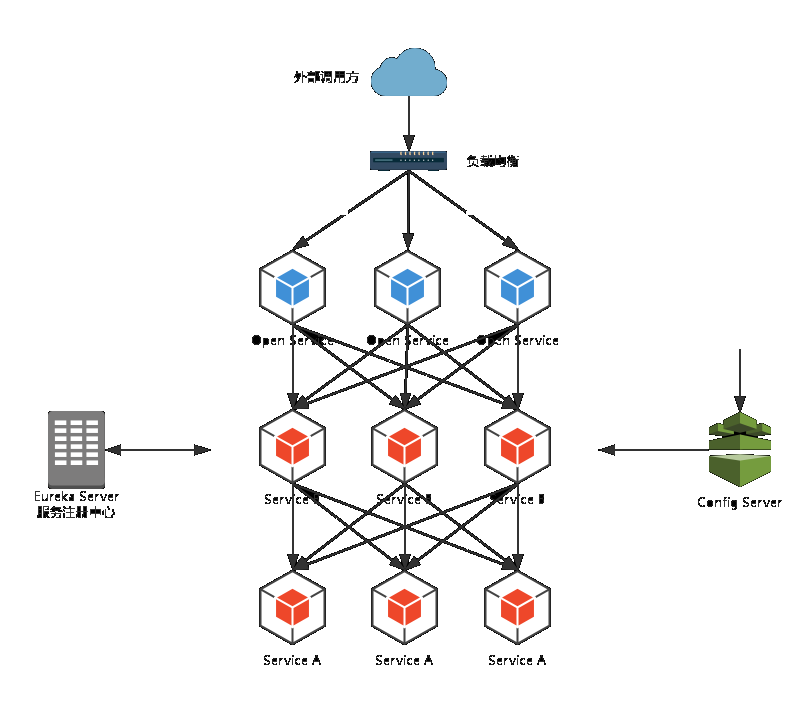 外部调用方
负载均衡
Open Service
Open Service
Open Service
Eureka Server
服务注册中心
Config Server
Service B
Service B
Service B
Service A
Service A
Service A